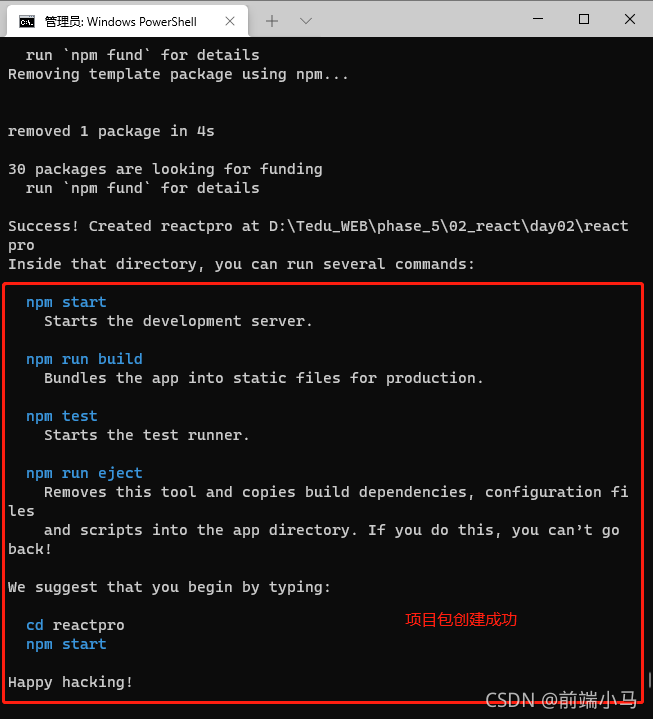 管理员: Windows PowerShell
run `npm fund` for details
Removing template package using npm...
removed 1 package in 4s
30 packages are looking for funding
run `npm fund` for details
Success! Created reactpro at D:\Tedu_WEB\phase_5\02_react\day02\react
pro
Inside that directory, you can run several commands:
npm start
Starts the development server.
npm run build
Bundles the app into static files for production.
npm test
Starts the test runner.
npm run eject
Removes this tool and copies build dependencies, configuration fi
les
and scripts into the app directory. If you do this, you can’t go
back!
We suggest that you begin by typing:
cd reactpro
项目包创建成功
npm start
Happy hacking!
CSDN @前端小马